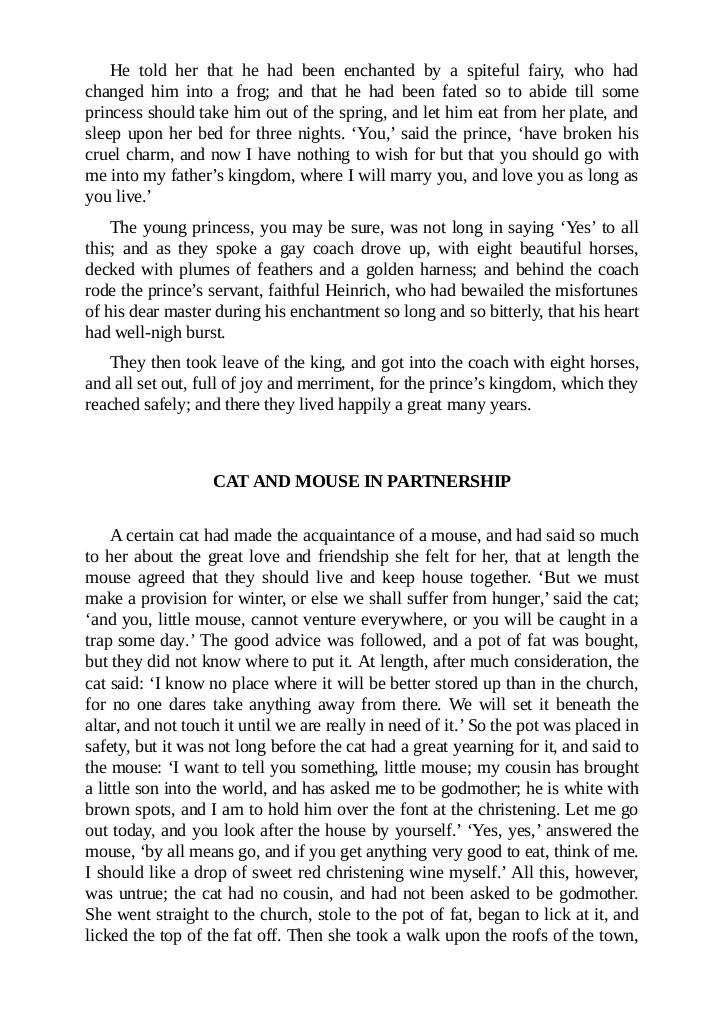 He told her that he had been enchanted by a spiteful fairy, who had
changed him into a frog; and that he had been fated so to abide till some
princess should take him out of the spring, and let him eat from her plate, and
sleep upon her bed for three nights. ‘You,’ said the prince, ‘have broken his
cruel charm, and now I have nothing to wish for but that you should go with
me into my father’s kingdom, where I will marry you, and love you as long as
you live.’
The young princess, you may be sure, was not long in saying ‘Yes’ to all
this; and as they spoke a gay coach drove up, with eight beautiful horses,
decked with plumes of feathers and a golden harness; and behind the coach
rode the prince’s servant, faithful Heinrich, who had bewailed the misfortunes
of his dear master during his enchantment so long and so bitterly, that his heart
had well-nigh burst.
They then took leave of the king, and got into the coach with eight horses,
and all set out, full of joy and merriment, for the prince’s kingdom, which they
reached safely; and there they lived happily a great many years.
CAT AND MOUSE IN PARTNERSHIP
A certain cat had made the acquaintance of a mouse, and had said so much
to her about the great love and friendship she felt for her, that at length the
mouse agreed that they should live and keep house together. ‘But we must
make a provision for winter, or else we shall suffer from hunger,’ said the cat;
‘and you, little mouse, cannot venture everywhere, or you will be caught in a
trap some day.’ The good advice was followed, and a pot of fat was bought,
but they did not know where to put it. At length, after much consideration, the
cat said: ‘I know no place where it will be better stored up than in the church,
for no one dares take anything away from there. We will set it beneath the
altar, and not touch it until we are really in need of it.’ So the pot was placed in
safety, but it was not long before the cat had a great yearning for it, and said to
the mouse: ‘I want to tell you something, little mouse; my cousin has brought
a little son into the world, and has asked me to be godmother; he is white with
brown spots, and I am to hold him over the font at the christening. Let me go
out today, and you look after the house by yourself.’ ‘Yes, yes,’ answered the
mouse, ‘by all means go, and if you get anything very good to eat, think of me.
I should like a drop of sweet red christening wine myself.’ All this, however,
was untrue; the cat had no cousin, and had not been asked to be godmother.
She went straight to the church, stole to the pot of fat, began to lick at it, and
licked the top of the fat off. Then she took a walk upon the roofs of the town,